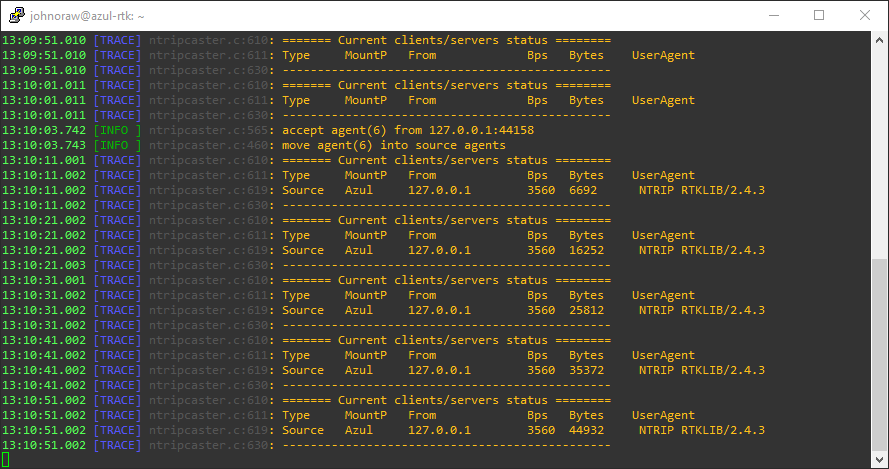 johnoraw@azul-rtk: ~
13:09:51.010 [TRACE] ntripcaster.c:610: ======= Current clients/servers status ========
13:09:51.010 [TRACE] ntripcaster.c:611: Type     MountP   From             Bps   Bytes    UserAgent
13:09:51.010 [TRACE] ntripcaster.c:630: -----------------------------------------------
13:10:01.011 [TRACE] ntripcaster.c:610: ======= Current clients/servers status ========
13:10:01.011 [TRACE] ntripcaster.c:611: Type     MountP   From             Bps   Bytes    UserAgent
13:10:01.011 [TRACE] ntripcaster.c:630: -----------------------------------------------
13:10:03.742 [INFO ] ntripcaster.c:565: accept agent(6) from 127.0.0.1:44158
13:10:03.743 [INFO ] ntripcaster.c:460: move agent(6) into source agents
13:10:11.001 [TRACE] ntripcaster.c:610: ======= Current clients/servers status ========
13:10:11.002 [TRACE] ntripcaster.c:611: Type     MountP   From             Bps   Bytes    UserAgent
13:10:11.002 [TRACE] ntripcaster.c:619: Source   Azul     127.0.0.1        3560  6692      NTRIP RTKLIB/2.4.3
13:10:11.002 [TRACE] ntripcaster.c:630: -----------------------------------------------
13:10:21.002 [TRACE] ntripcaster.c:610: ======= Current clients/servers status ========
13:10:21.002 [TRACE] ntripcaster.c:611: Type     MountP   From             Bps   Bytes    UserAgent
13:10:21.002 [TRACE] ntripcaster.c:619: Source   Azul     127.0.0.1        3560  16252     NTRIP RTKLIB/2.4.3
13:10:21.003 [TRACE] ntripcaster.c:630: -----------------------------------------------
13:10:31.001 [TRACE] ntripcaster.c:610: ======= Current clients/servers status ========
13:10:31.002 [TRACE] ntripcaster.c:611: Type     MountP   From             Bps   Bytes    UserAgent
13:10:31.002 [TRACE] ntripcaster.c:619: Source   Azul     127.0.0.1        3560  25812     NTRIP RTKLIB/2.4.3
13:10:31.002 [TRACE] ntripcaster.c:630: -----------------------------------------------
13:10:41.002 [TRACE] ntripcaster.c:610: ======= Current clients/servers status ========
13:10:41.002 [TRACE] ntripcaster.c:611: Type     MountP   From             Bps   Bytes    UserAgent
13:10:41.002 [TRACE] ntripcaster.c:619: Source   Azul     127.0.0.1        3560  35372     NTRIP RTKLIB/2.4.3
13:10:41.002 [TRACE] ntripcaster.c:630: -----------------------------------------------
13:10:51.002 [TRACE] ntripcaster.c:610: ======= Current clients/servers status ========
13:10:51.002 [TRACE] ntripcaster.c:611: Type     MountP   From             Bps   Bytes    UserAgent
13:10:51.002 [TRACE] ntripcaster.c:619: Source   Azul     127.0.0.1        3560  44932     NTRIP RTKLIB/2.4.3
13:10:51.002 [TRACE] ntripcaster.c:630: -----------------------------------------------